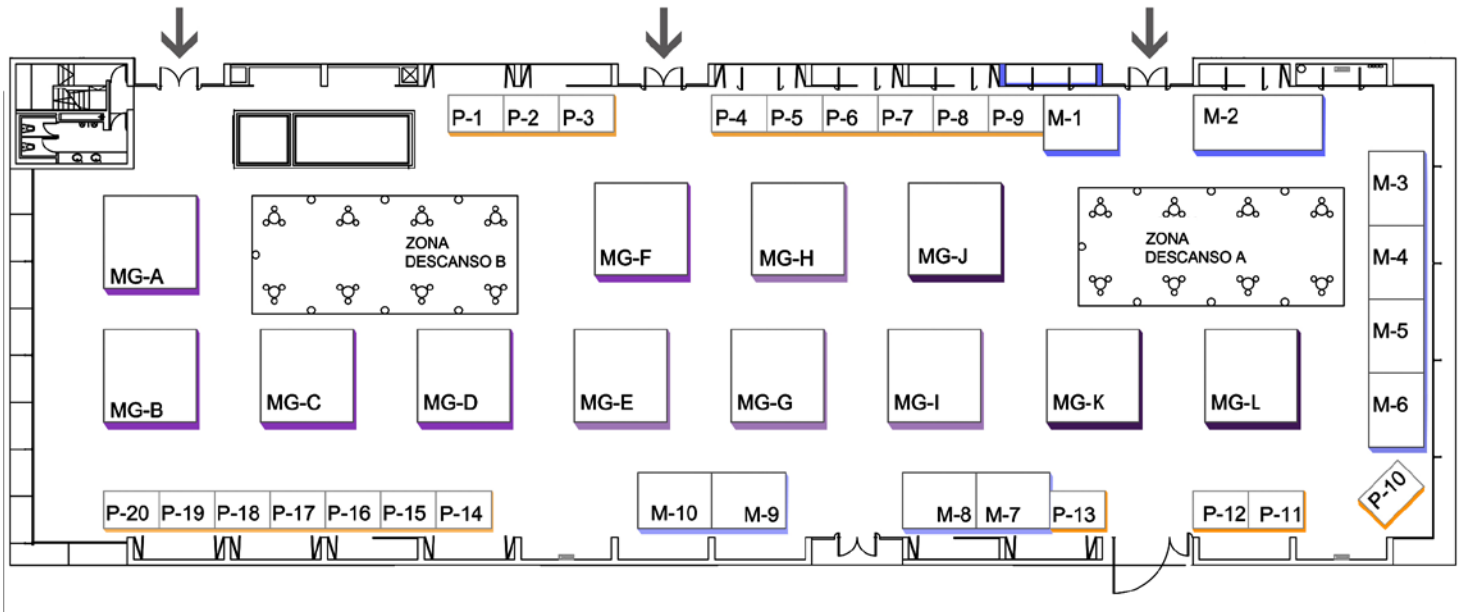 P-1 P-2 P-3 P-4 P-5 P-6 P-7 P-8 P-9 M-1 M-2
M-3
ZONA
DESCANSO B
ZONA
DESCANSO A
MG-A MG-F MG-H MG-J
M-4
M-5
MG-B MG-C MG-D MG-E MG-G MG-I MG-K MG-L
M-6
P-10
P-20 P-19 P-18 P-17 P-16 P-15 P-14 M-10 M-9 M-8 M-7 P-13 P-12 P-11